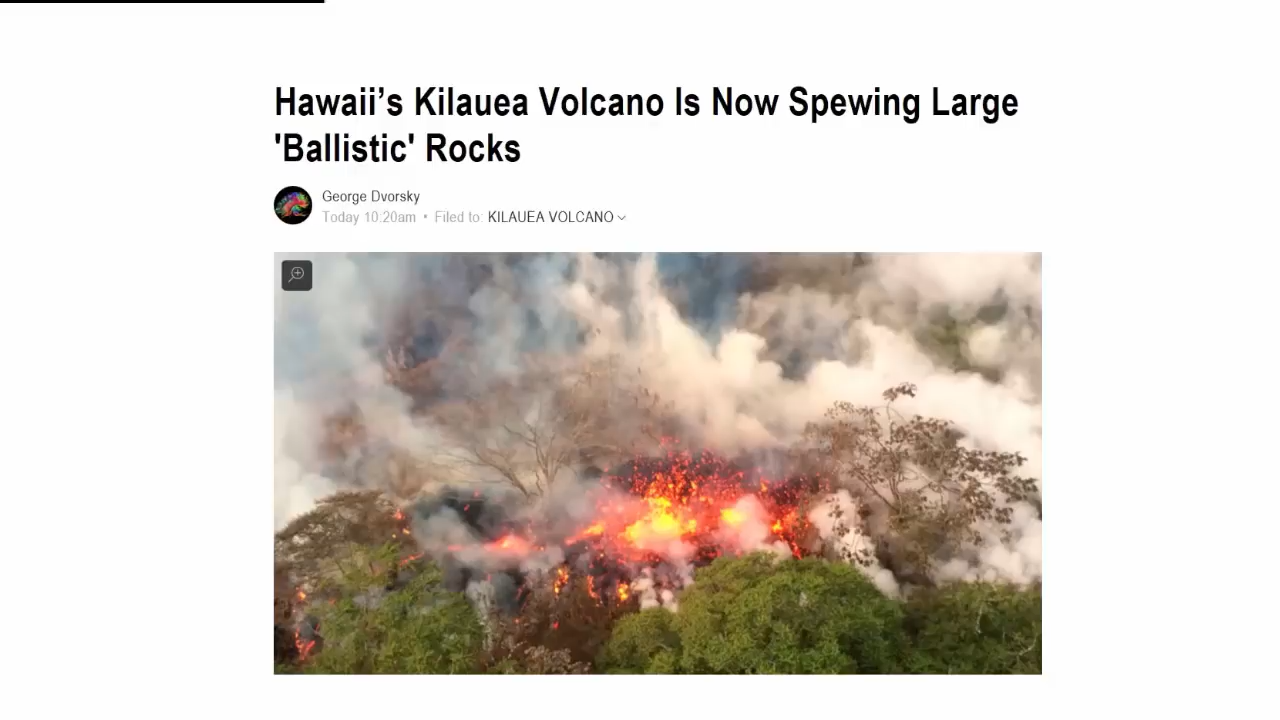 Hawaii’s Kilauea Volcano Is Now Spewing Large
'Ballistic' Rocks
George Dvorsky
Today 10:20am • Filed to: KILAUEA VOLCANO